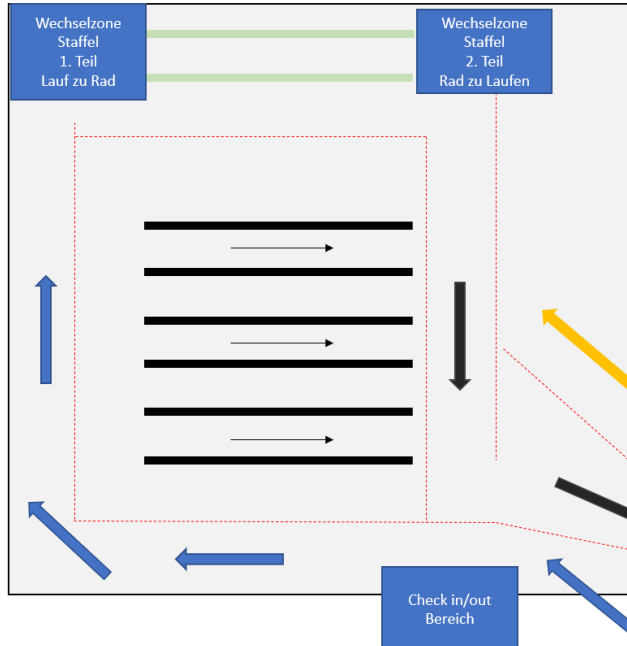 Wechselzone
Staffel
1. Teil
Lauf zu Rad
Wechselzone
Staffel
2. Teil
Rad zu Laufen
Check in/out
Bereich